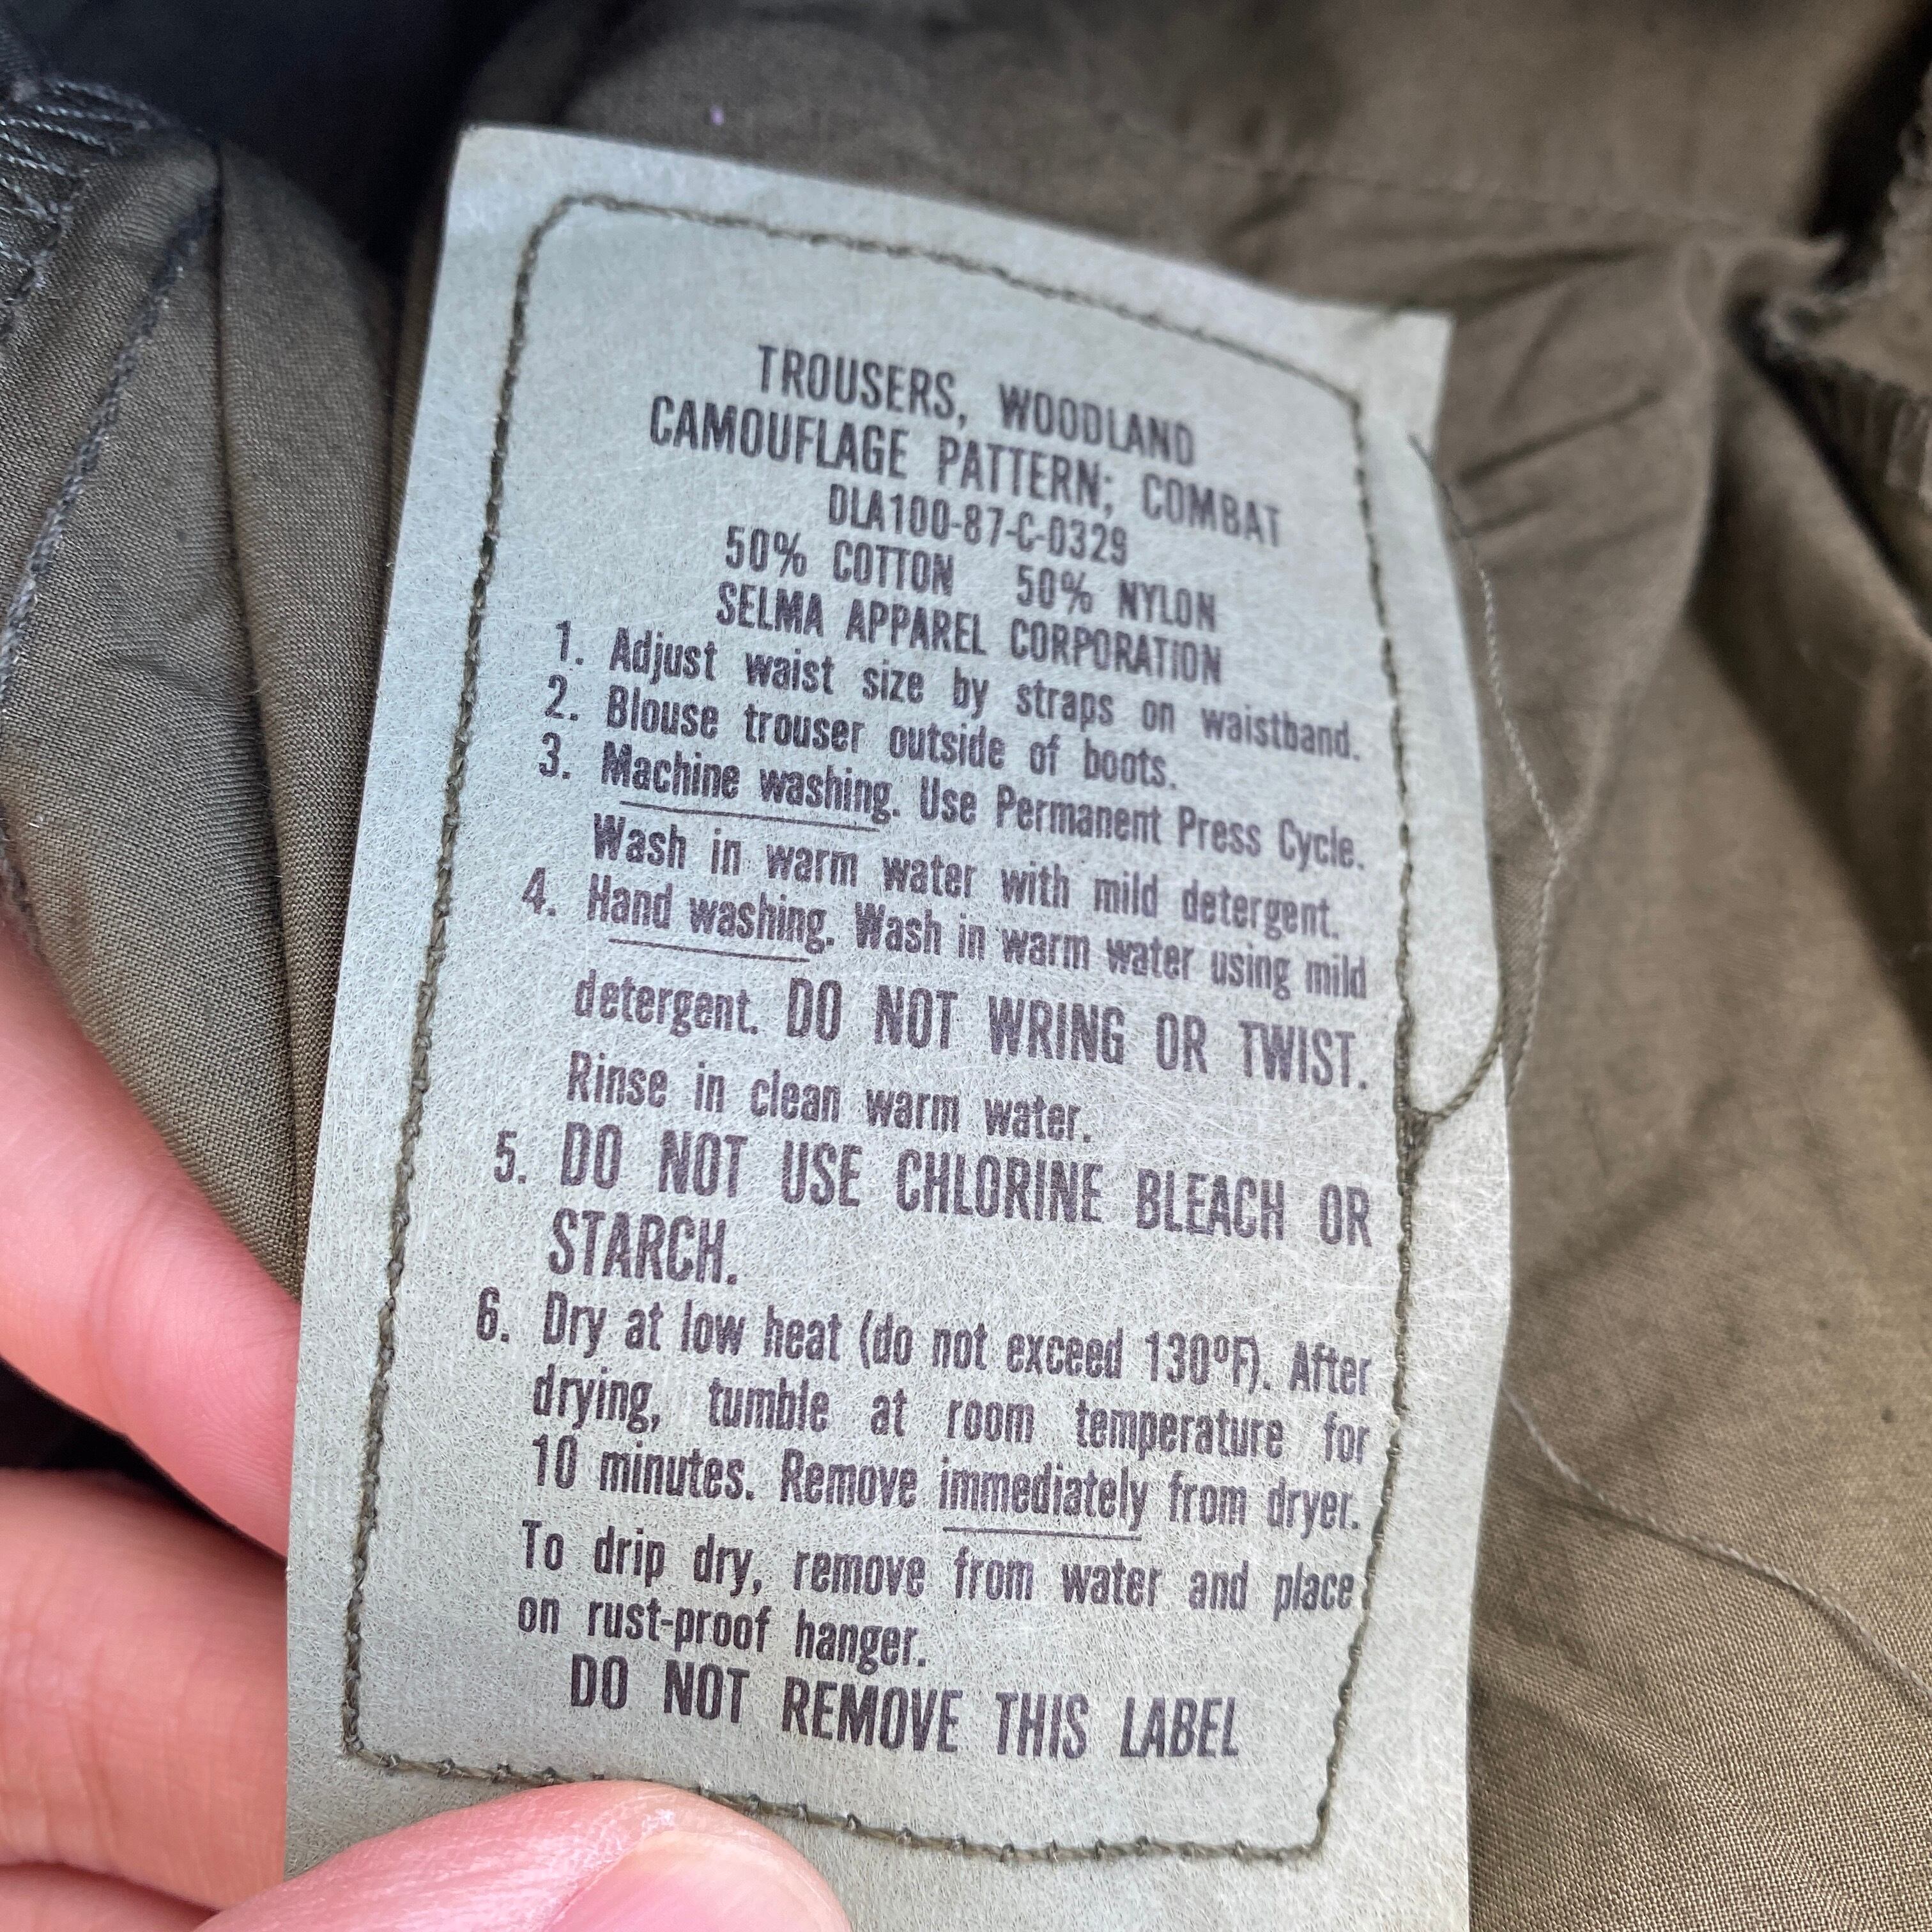 TROUSERS, WOODLAND
CAMOUFLAGE PATTERN; COMBAT
DLA100-87-C-0329
50% COTTON 50% NYLON
SELMA APPAREL CORPORATION
1. Adjust waist size by straps on waistband.
2. Blouse trouser outside of boots.
3. Machine washing. Use Permanent Press Cycle.
Wash in warm water with mild detergent.
4. Hand washing. Wash in warm water using mild
detergent. DO NOT WRING OR TWIST.
Rinse in clean warm water.
5. DO NOT USE CHLORINE BLEACH OR
STARCH.
6. Dry at low heat (do not exceed 130ºF). After
drying, tumble at room temperature for
10 minutes. Remove immediately from dryer.
To drip dry, remove from water and place
on rust-proof hanger.
DO NOT REMOVE THIS LABEL